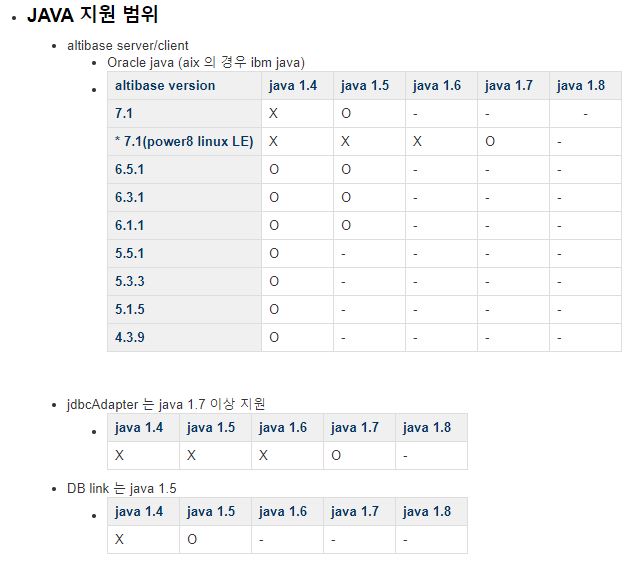 JAVA 지원 범위
altibase server/client
Oracle java (aix 의 경우 ibm java)
altibase version java 1.4 java 1.5 java 1.6 java 1.7 java 1.8
7.1 X O - - -
* 7.1(power8 linux LE) X X X O -
6.5.1 O O - - -
6.3.1 O O - - -
6.1.1 O O - - -
5.5.1 O - - - -
5.3.3 O - - - -
5.1.5 O - - - -
4.3.9 O - - - -
jdbcAdapter 는 java 1.7 이상 지원
java 1.4 java 1.5 java 1.6 java 1.7 java 1.8
X X X O -
DB link 는 java 1.5
java 1.4 java 1.5 java 1.6 java 1.7 java 1.8
X O - - -